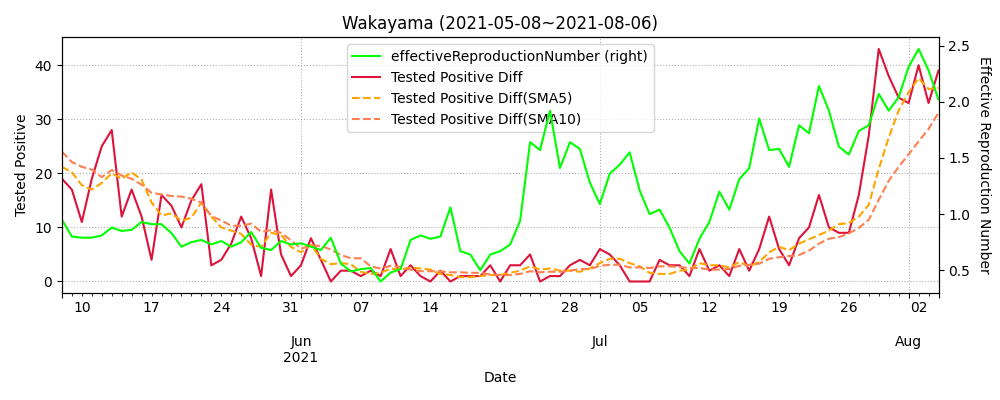 Wakayama (2021-05-08~2021-08-06)
effectiveReproductionNumber (right)
Tested Positive Diff
Tested Positive Diff(SMA5)
Tested Positive Diff(SMA10)
Tested Positive
40
30
20
10
0
2.5
2.0
1.5
1.0
0.5
Effective Reproduction Number
10 17 24 31 07 14 21 28 05 12 19 26 02
Jun Jul Aug
2021
Date